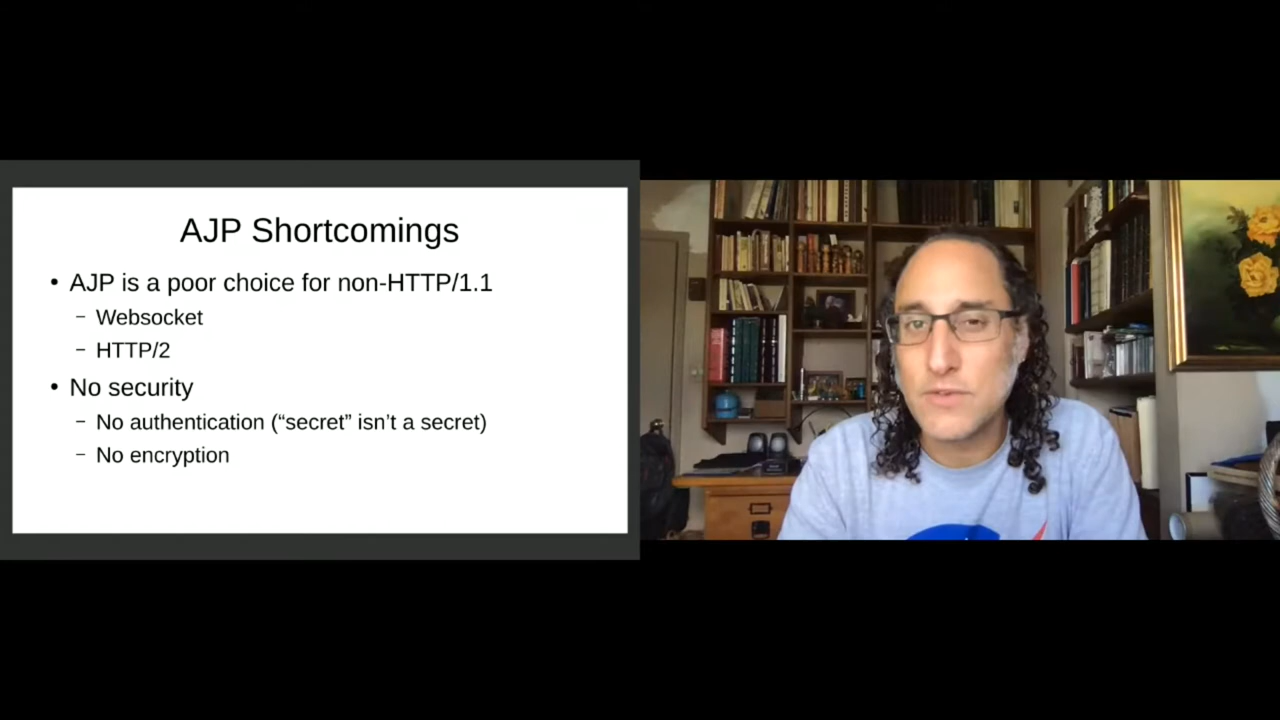 AJP Shortcomings
• AJP is a poor choice for non-HTTP/1.1
– Websocket
– HTTP/2
• No security
– No authentication (“secret” isn’t a secret)
– No encryption